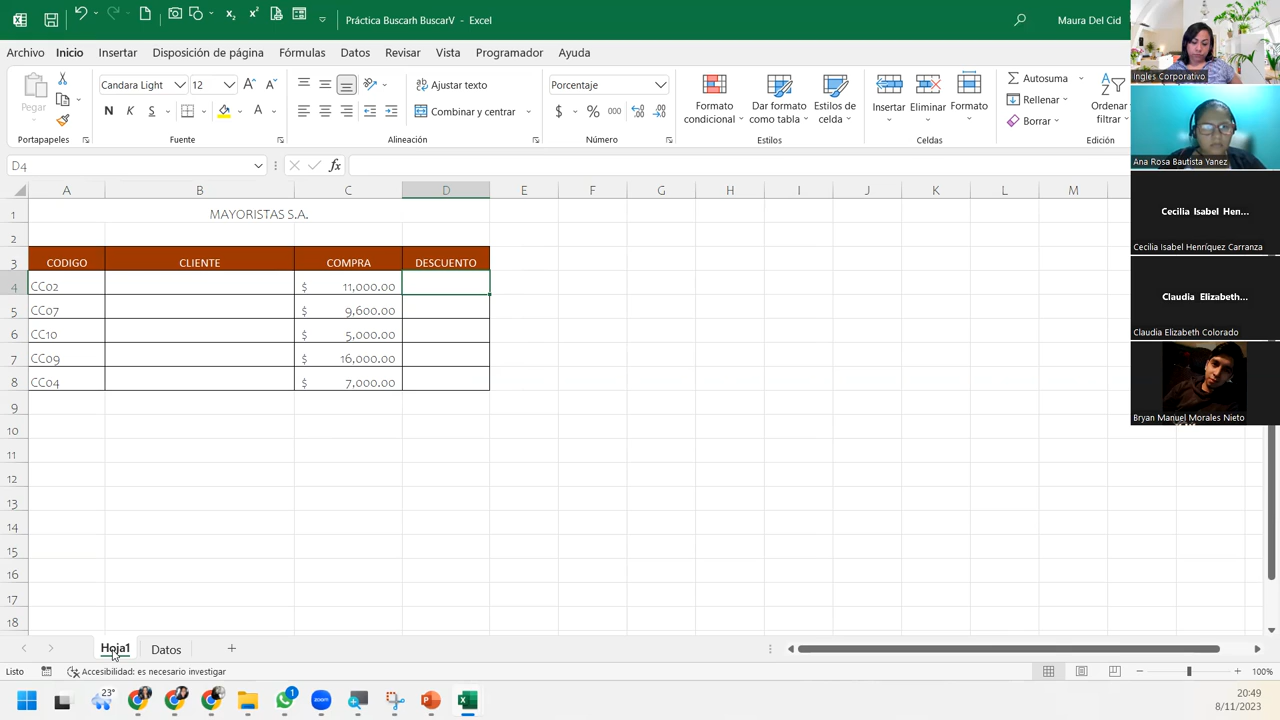 Práctica Buscarh BuscarV - Excel
Maura Del Cid
Archivo Inicio Insertar Disposición de página Fórmulas Datos Revisar Vista Programador Ayuda
Pegar
Portapapeles
Candara Light 12
N K S
Fuente
Ajustar texto
Combinar y centrar
Alineación
Porcentaje
$ % 000
Número
Formato condicional
Dar formato como tabla
Estilos de celda
Estilos
Insertar Eliminar Formato
Celdas
Autosuma
Rellenar
Borrar
Ordenar
filtrar
Edición
D4
fx
A B C D E F G H I J K L M
1 MAYORISTAS S.A.
2
3 CODIGO CLIENTE COMPRA DESCUENTO
4 CC02 $ 11,000.00
5 CC07 $ 9,600.00
6 CC10 $ 5,000.00
7 CC09 $ 16,000.00
8 CC04 $ 7,000.00
9
10
11
12
13
14
15
16
17
18
Hoja1 Datos +
Listo Accesibilidad: es necesario investigar 100%
23° 1 zoom
20:49
8/11/2023
Ingles Corporativo
Ana Rosa Bautista Yanez
Cecilia Isabel Hen...
Cecilia Isabel Henríquez Carranza
Claudia Elizabeth...
Claudia Elizabeth Colorado
Bryan Manuel Morales Nieto